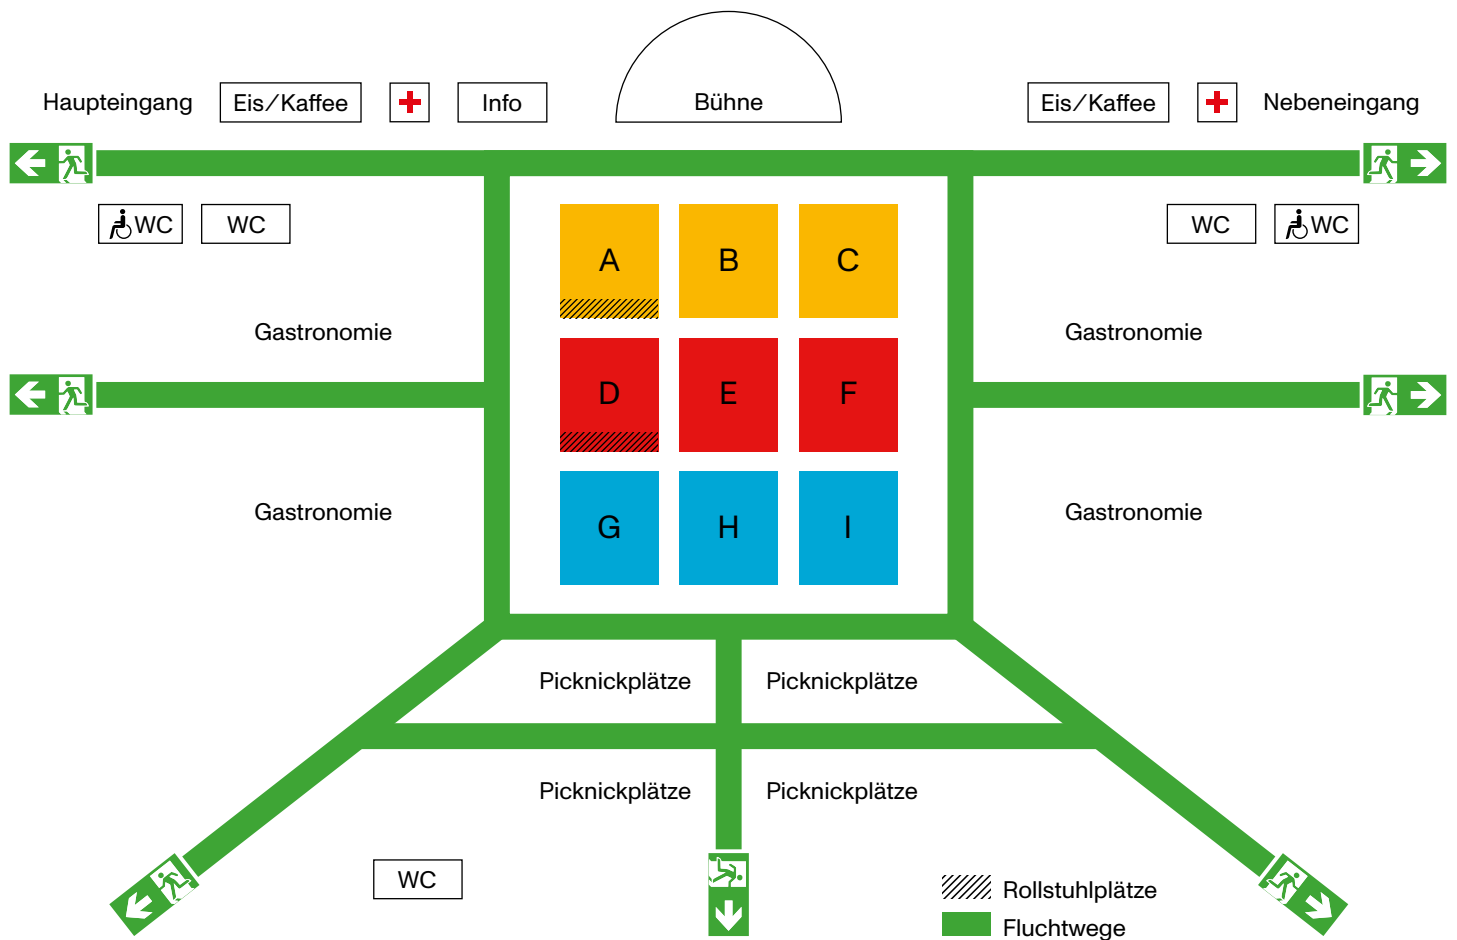 Haupteingang
Eis/Kaffee
Info
Bühne
Eis/Kaffee
Nebeneingang
WC
WC
WC
WC
A
B
C
Gastronomie
Gastronomie
D
E
F
Gastronomie
Gastronomie
G
H
I
Picknickplätze
Picknickplätze
Picknickplätze
Picknickplätze
WC
Rollstuhlplätze
Fluchtwege